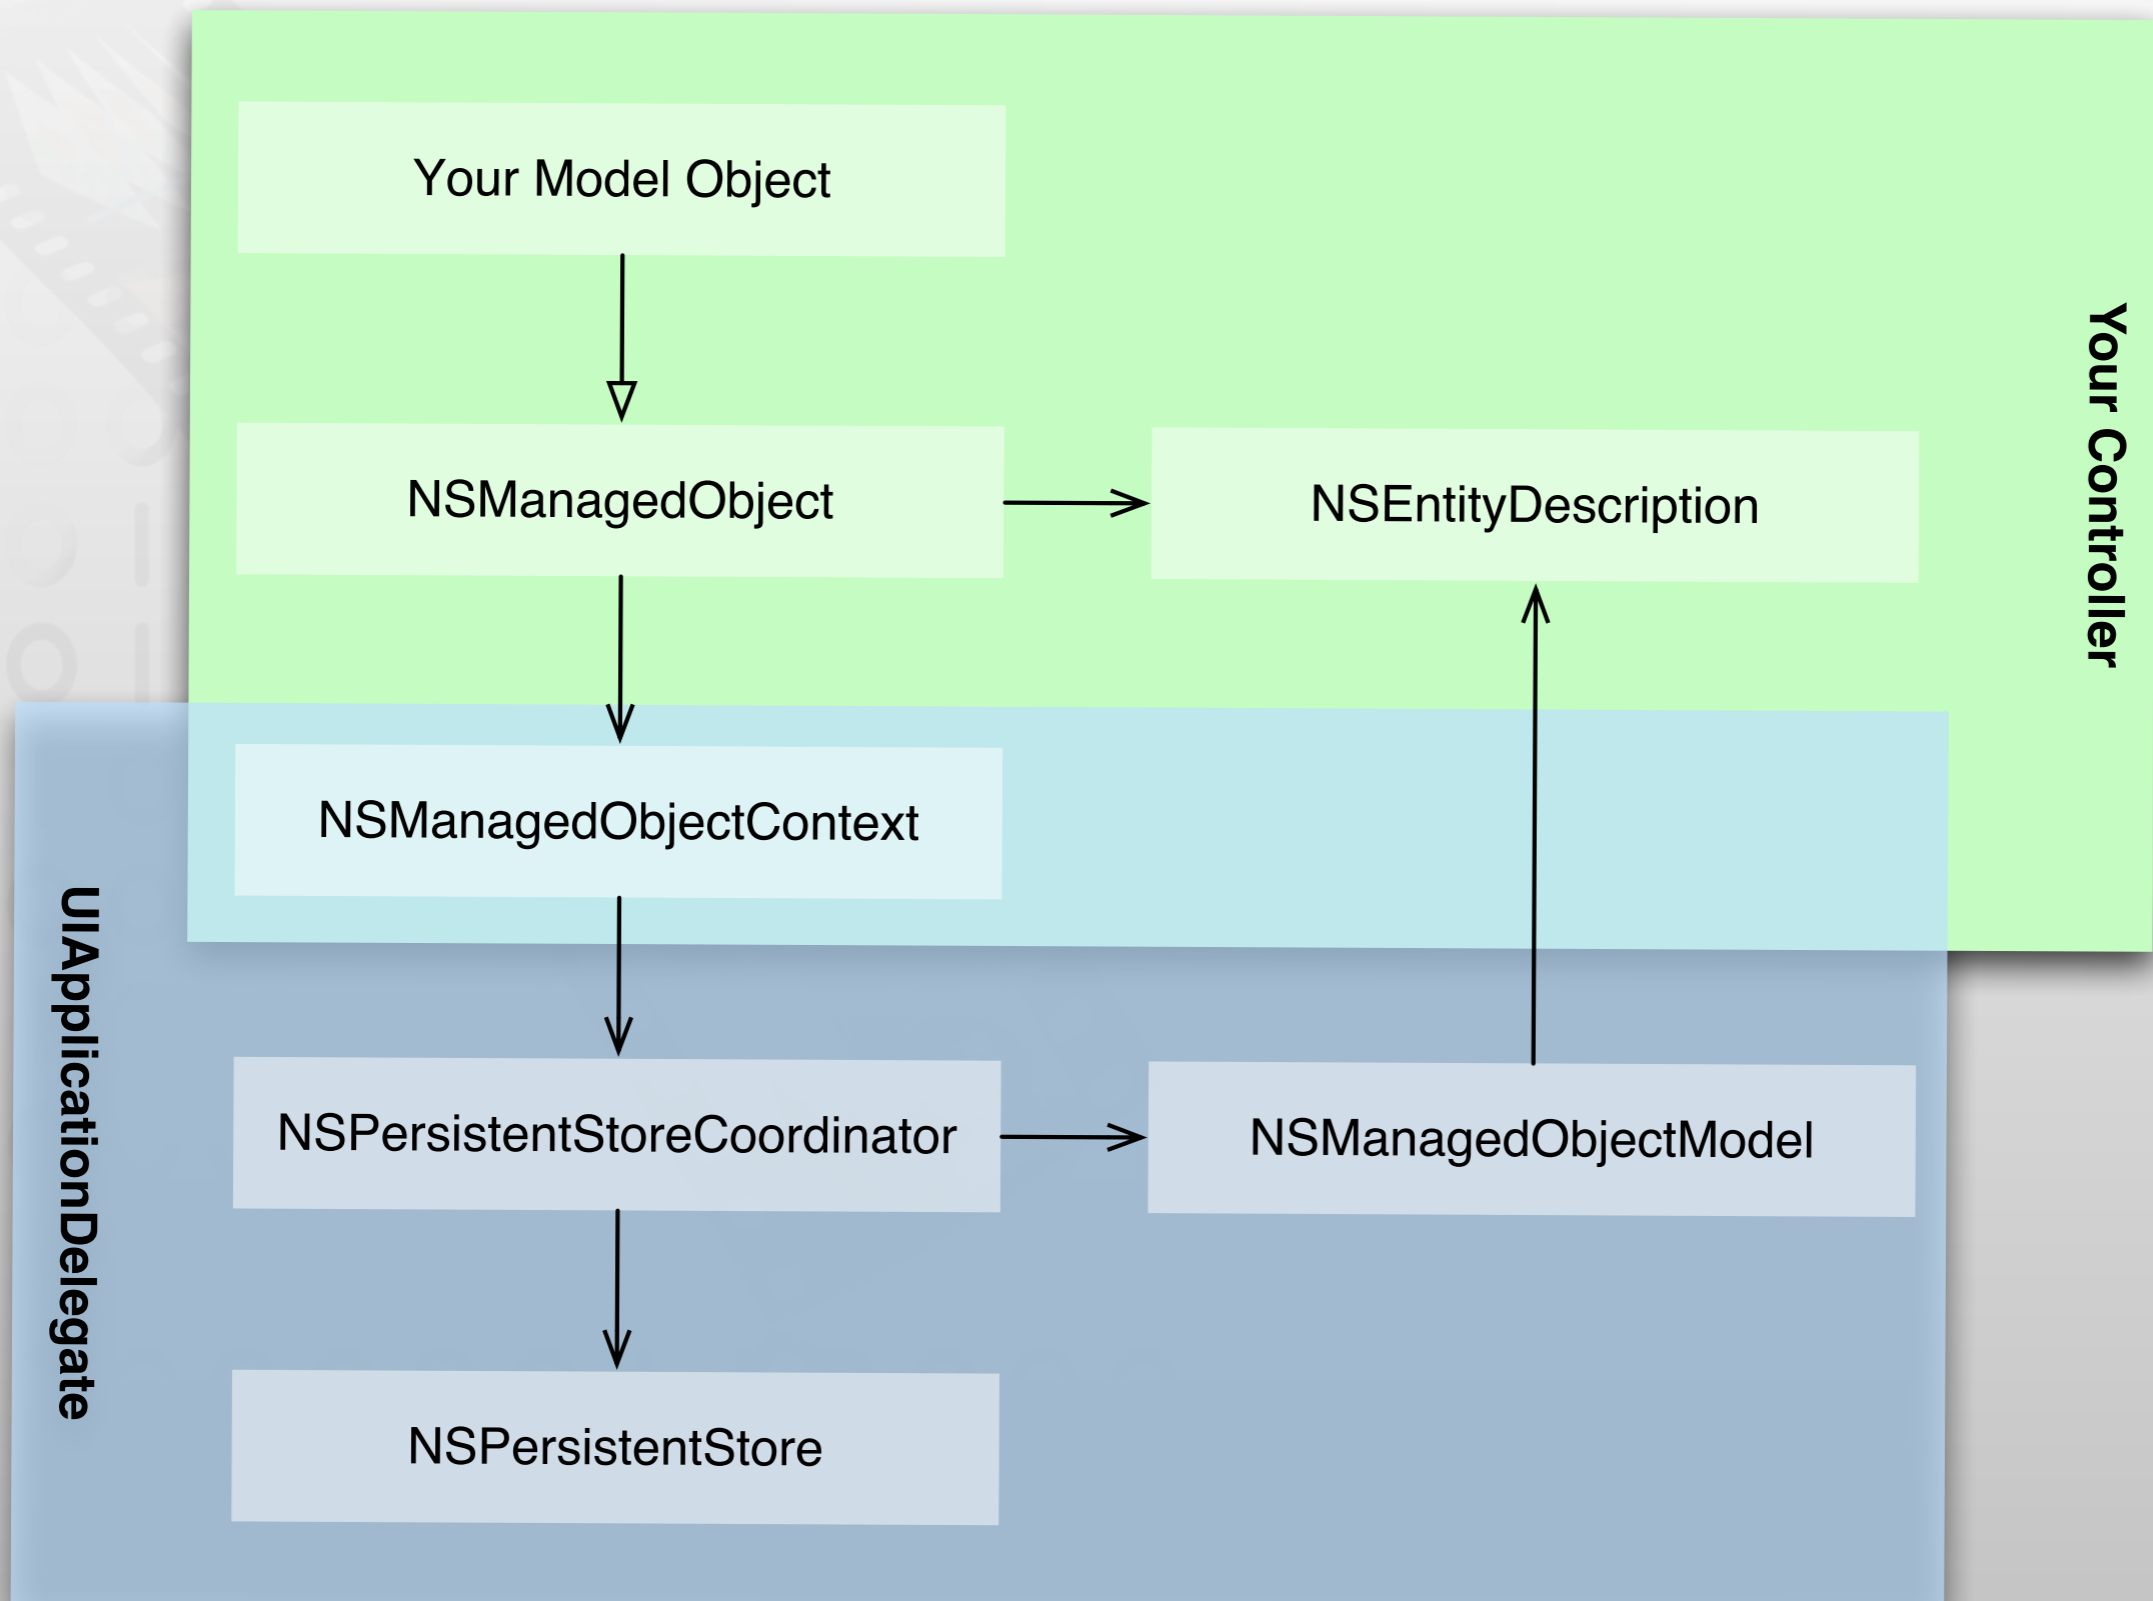 Your Model Object
Your Controller
NSManagedObject
NSEntityDescription
NSManagedObjectContext
UIApplicationDelegate
NSPersistentStoreCoordinator
NSManagedObjectModel
NSPersistentStore